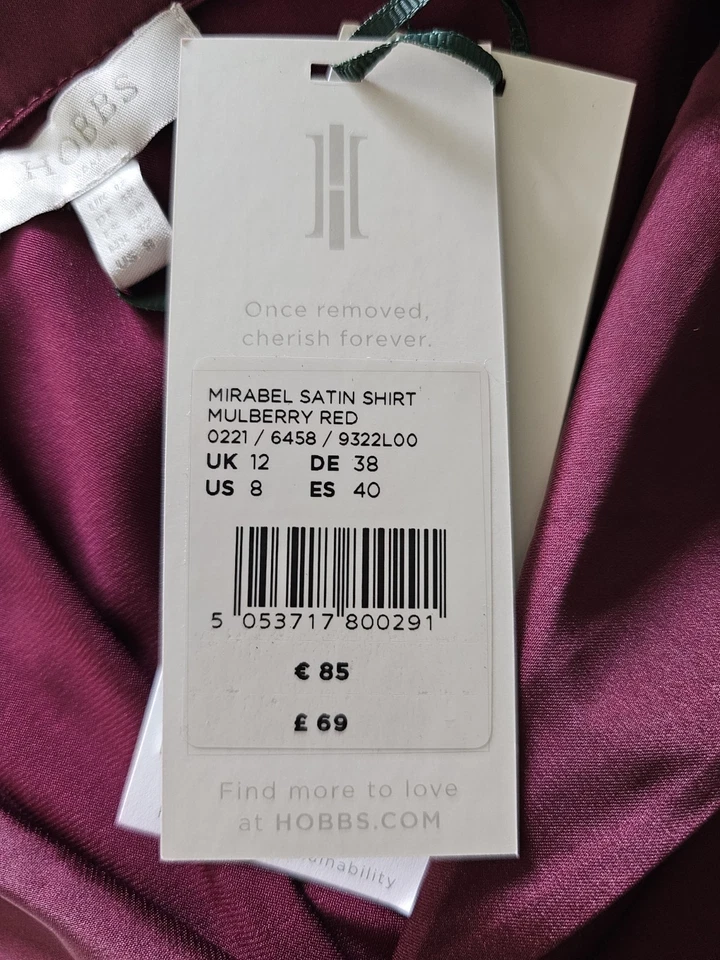 HOBBS
LONDON
Once removed,
cherish forever.
MIRABEL SATIN SHIRT
MULBERRY RED
0221 / 6458 / 9322L00
UK 12 DE 38
US 8 ES 40
5 053717 800291
€ 85
£ 69
Find more to love
at HOBBS.COM